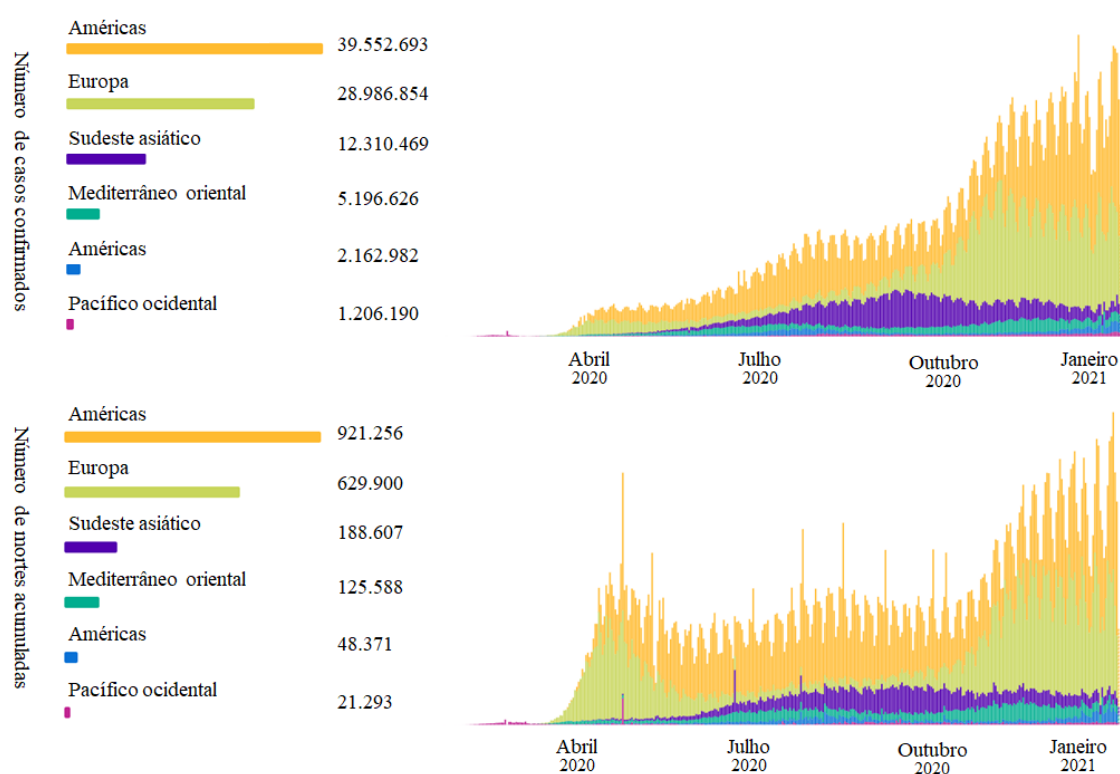 Número de casos confirmados
Américas
39.552.693
Europa
28.986.854
Sudeste asiático
12.310.469
Mediterrâneo oriental
5.196.626
Américas
2.162.982
Pacífico ocidental
1.206.190
Abril
2020
Julho
2020
Outubro
2020
Janeiro
2021
Número de mortes acumuladas
Américas
921.256
Europa
629.900
Sudeste asiático
188.607
Mediterrâneo oriental
125.588
Américas
48.371
Pacífico ocidental
21.293
Abril
2020
Julho
2020
Outubro
2020
Janeiro
2021